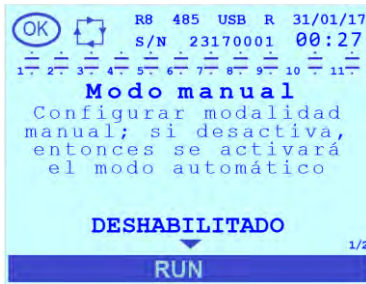 OK R8 485 USB R 31/01/17
S/N 23170001 00:27
1 2 3 4 5 6 7 8 9 10 11
Modo manual
Configurar modalidad
manual; si desactiva,
entonces se activará
el modo automático
DESHABILITADO
1/2
RUN